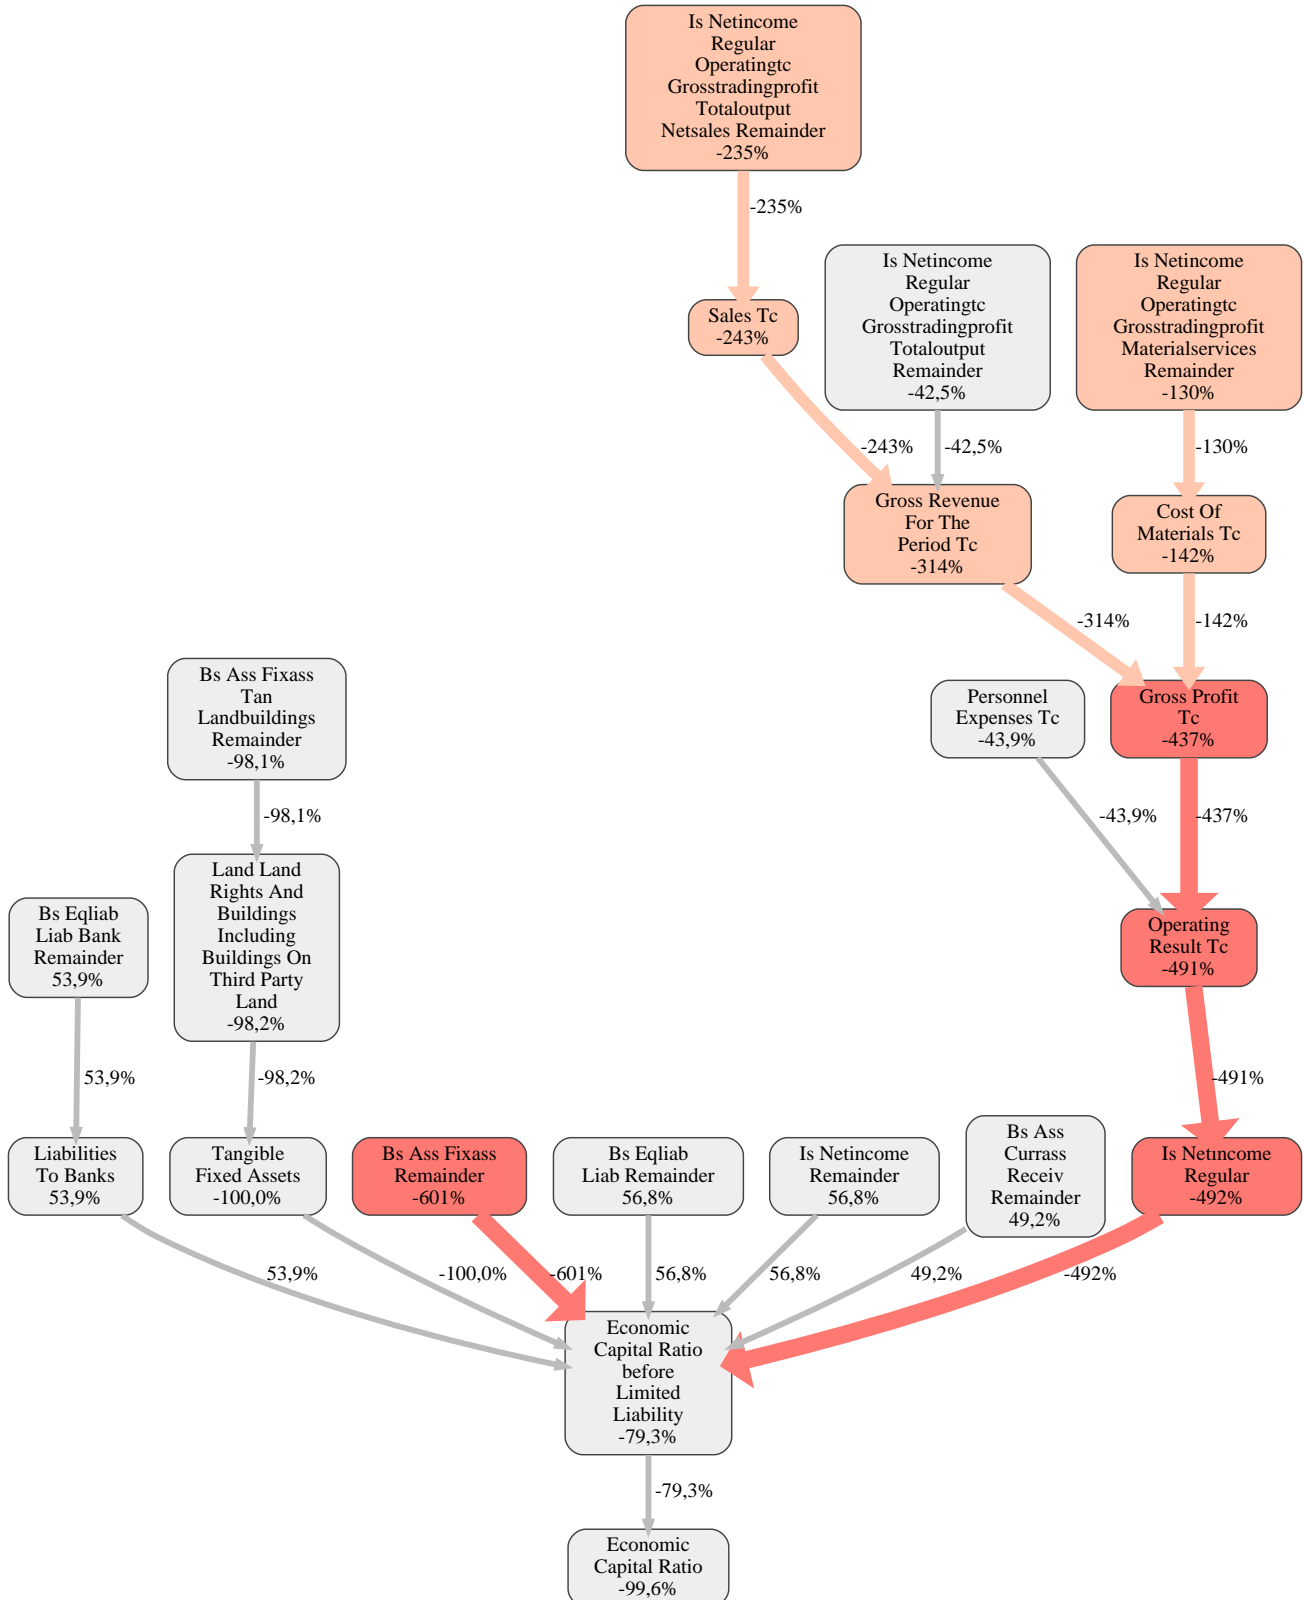 Is Netincome
Regular
Operatingtc
Grosstradingprofit
Totaloutput
Netsales Remainder
-235%
-235%
Sales Tc
-243%
Is Netincome
Regular
Operatingtc
Grosstradingprofit
Totaloutput
Remainder
-42,5%
Is Netincome
Regular
Operatingtc
Grosstradingprofit
Materialservices
Remainder
-130%
-243%
-42,5%
-130%
Gross Revenue
For The
Period Tc
-314%
Cost Of
Materials Tc
-142%
-314%
-142%
Bs Ass Fixass
Tan
Landbuildings
Remainder
-98,1%
Personnel
Expenses Tc
-43,9%
Gross Profit
Tc
-437%
-98,1%
-43,9%
-437%
Bs Eqliab
Liab Bank
Remainder
53,9%
Land Land
Rights And
Buildings
Including
Buildings On
Third Party
Land
-98,2%
Operating
Result Tc
-491%
53,9%
-98,2%
-491%
Liabilities
To Banks
53,9%
Tangible
Fixed Assets
-100,0%
Bs Ass Fixass
Remainder
-601%
Bs Eqliab
Liab Remainder
56,8%
Is Netincome
Remainder
56,8%
Bs Ass
Currass
Receiv
Remainder
49,2%
Is Netincome
Regular
-492%
53,9%
-100,0%
-601%
56,8%
56,8%
49,2%
-492%
Economic
Capital Ratio
before
Limited
Liability
-79,3%
-79,3%
Economic
Capital Ratio
-99,6%